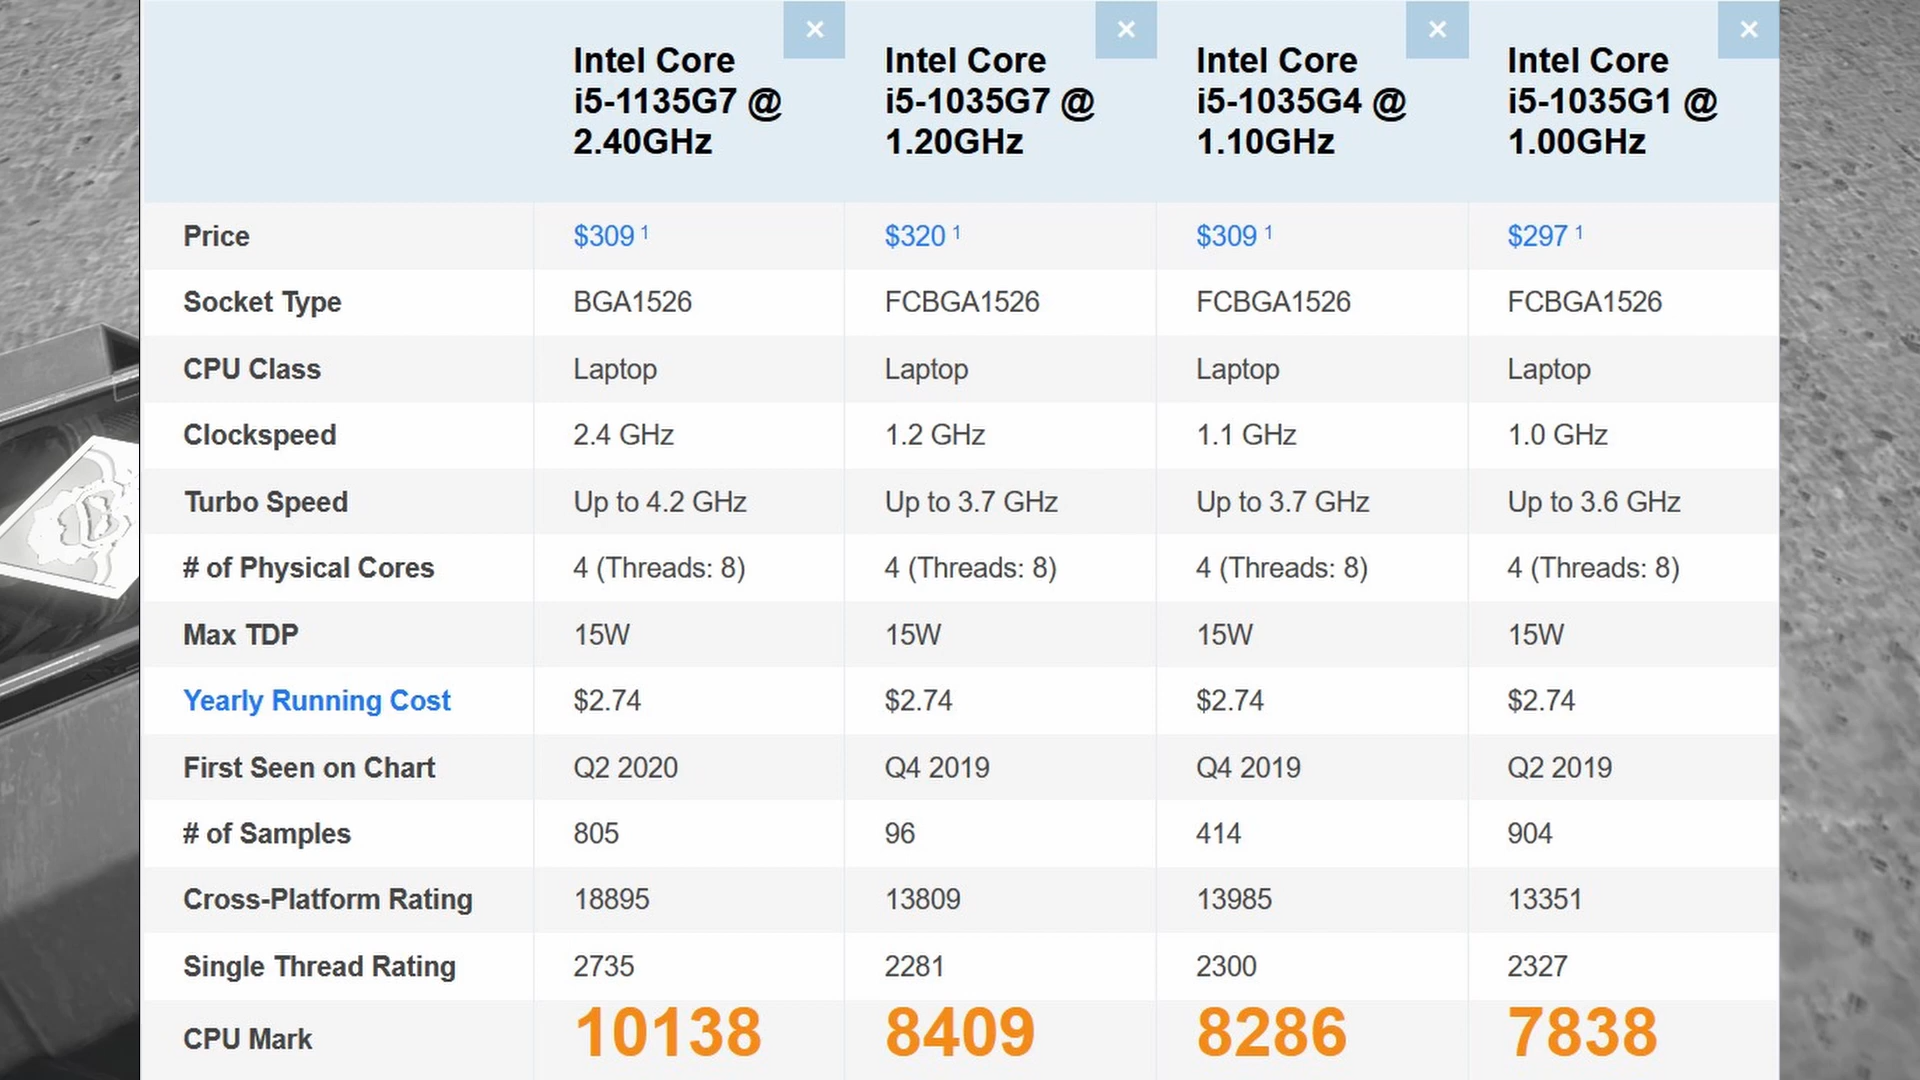 × × × ×
Intel Core i5-1135G7 @ 2.40GHz
Intel Core i5-1035G7 @ 1.20GHz
Intel Core i5-1035G4 @ 1.10GHz
Intel Core i5-1035G1 @ 1.00GHz
Price $309 1 $320 1 $309 1 $297 1
Socket Type BGA1526 FCBGA1526 FCBGA1526 FCBGA1526
CPU Class Laptop Laptop Laptop Laptop
Clockspeed 2.4 GHz 1.2 GHz 1.1 GHz 1.0 GHz
Turbo Speed Up to 4.2 GHz Up to 3.7 GHz Up to 3.7 GHz Up to 3.6 GHz
# of Physical Cores 4 (Threads: 8) 4 (Threads: 8) 4 (Threads: 8) 4 (Threads: 8)
Max TDP 15W 15W 15W 15W
Yearly Running Cost $2.74 $2.74 $2.74 $2.74
First Seen on Chart Q2 2020 Q4 2019 Q4 2019 Q2 2019
# of Samples 805 96 414 904
Cross-Platform Rating 18895 13809 13985 13351
Single Thread Rating 2735 2281 2300 2327
CPU Mark 10138 8409 8286 7838